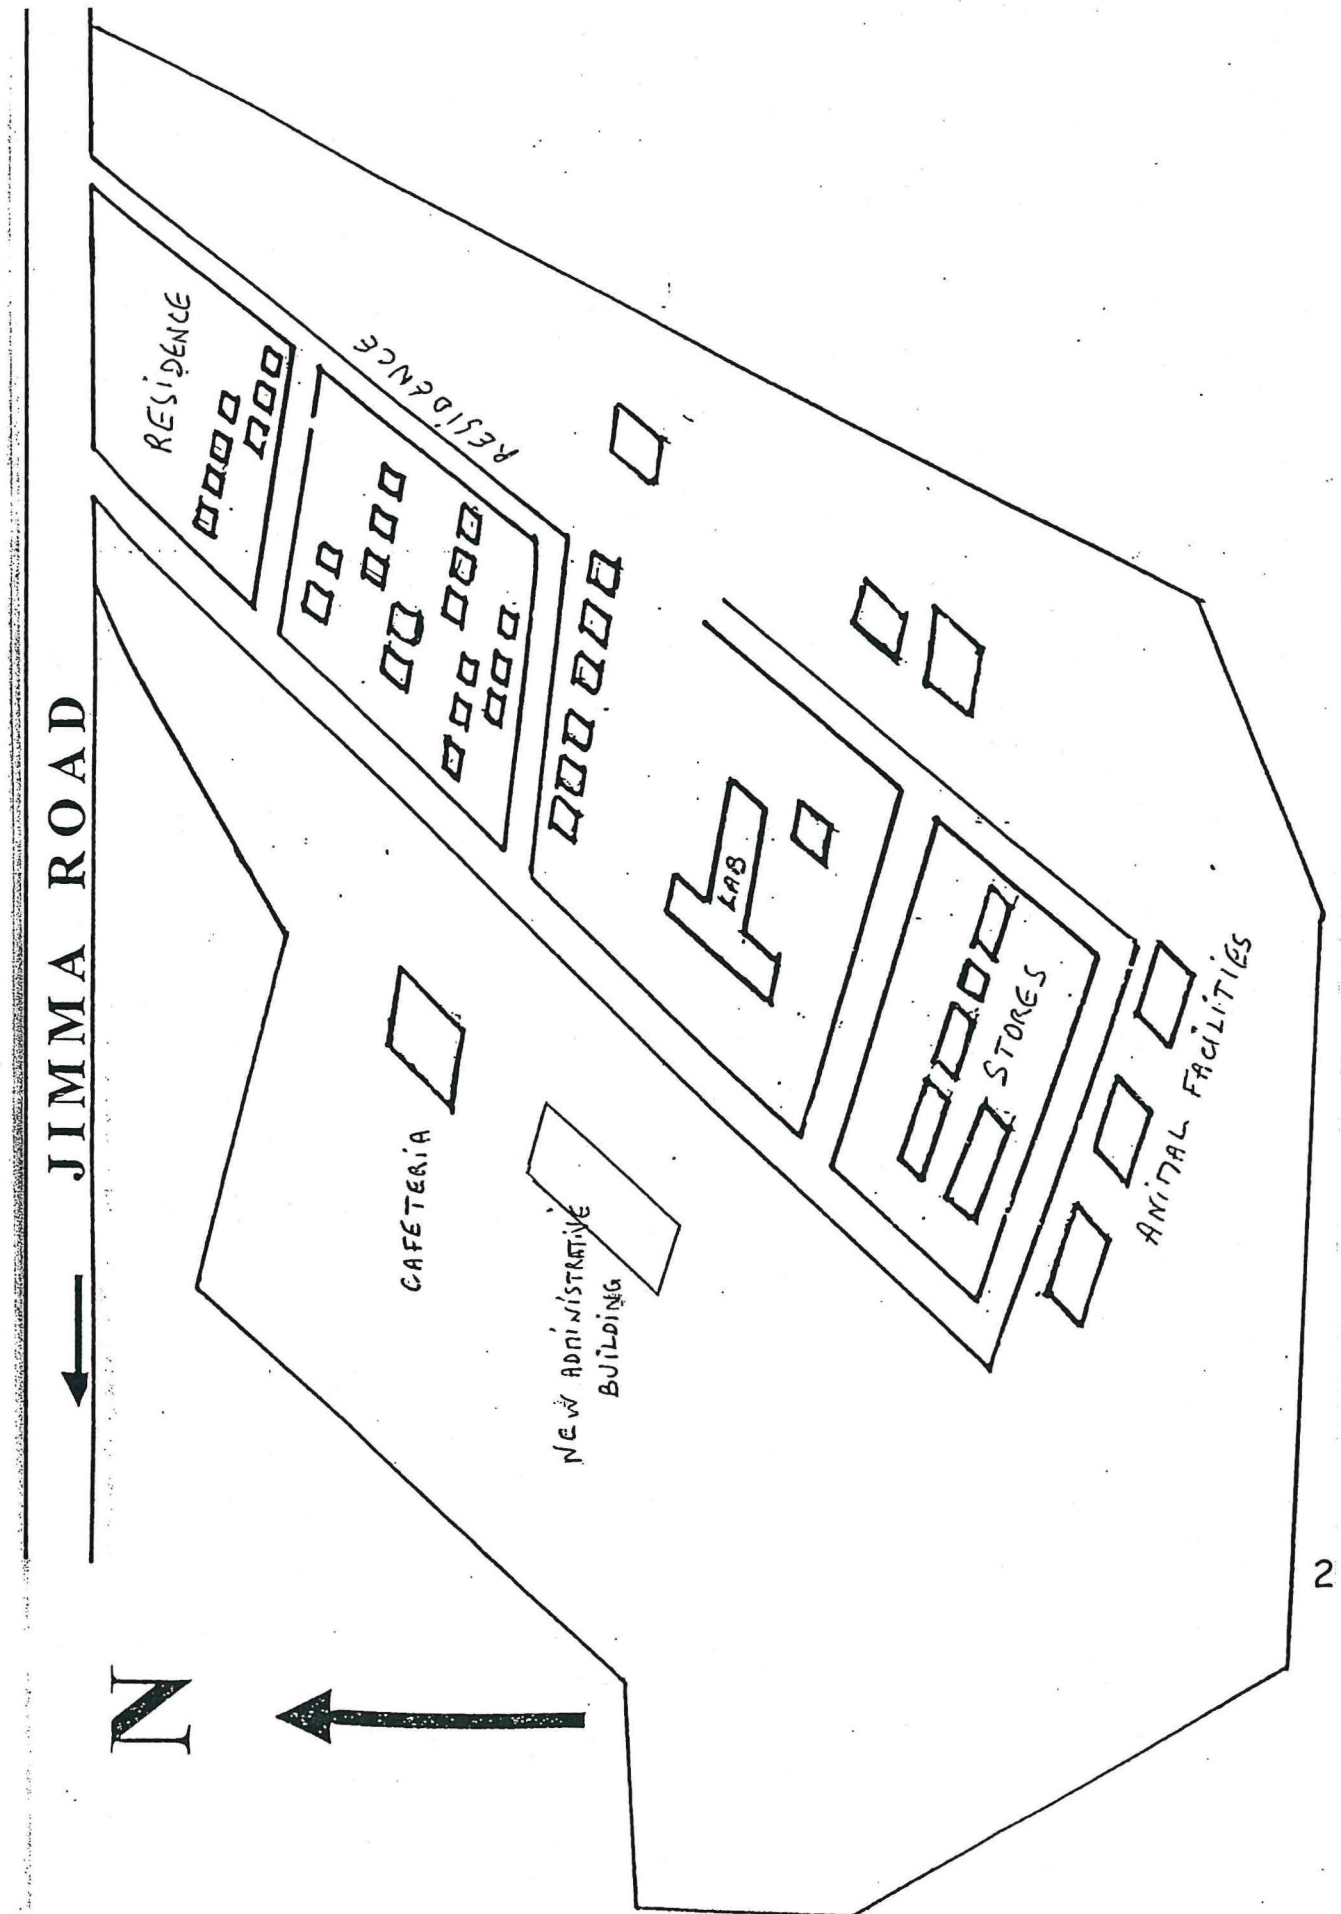 JIMMA ROAD
N
RESiDENCE
RESiDENCE
CAFETERiA
NEW ADMiNiSTRATiVE
BUiLDiNG
LAB
STORES
ANiMAL FACiLiTiES
2